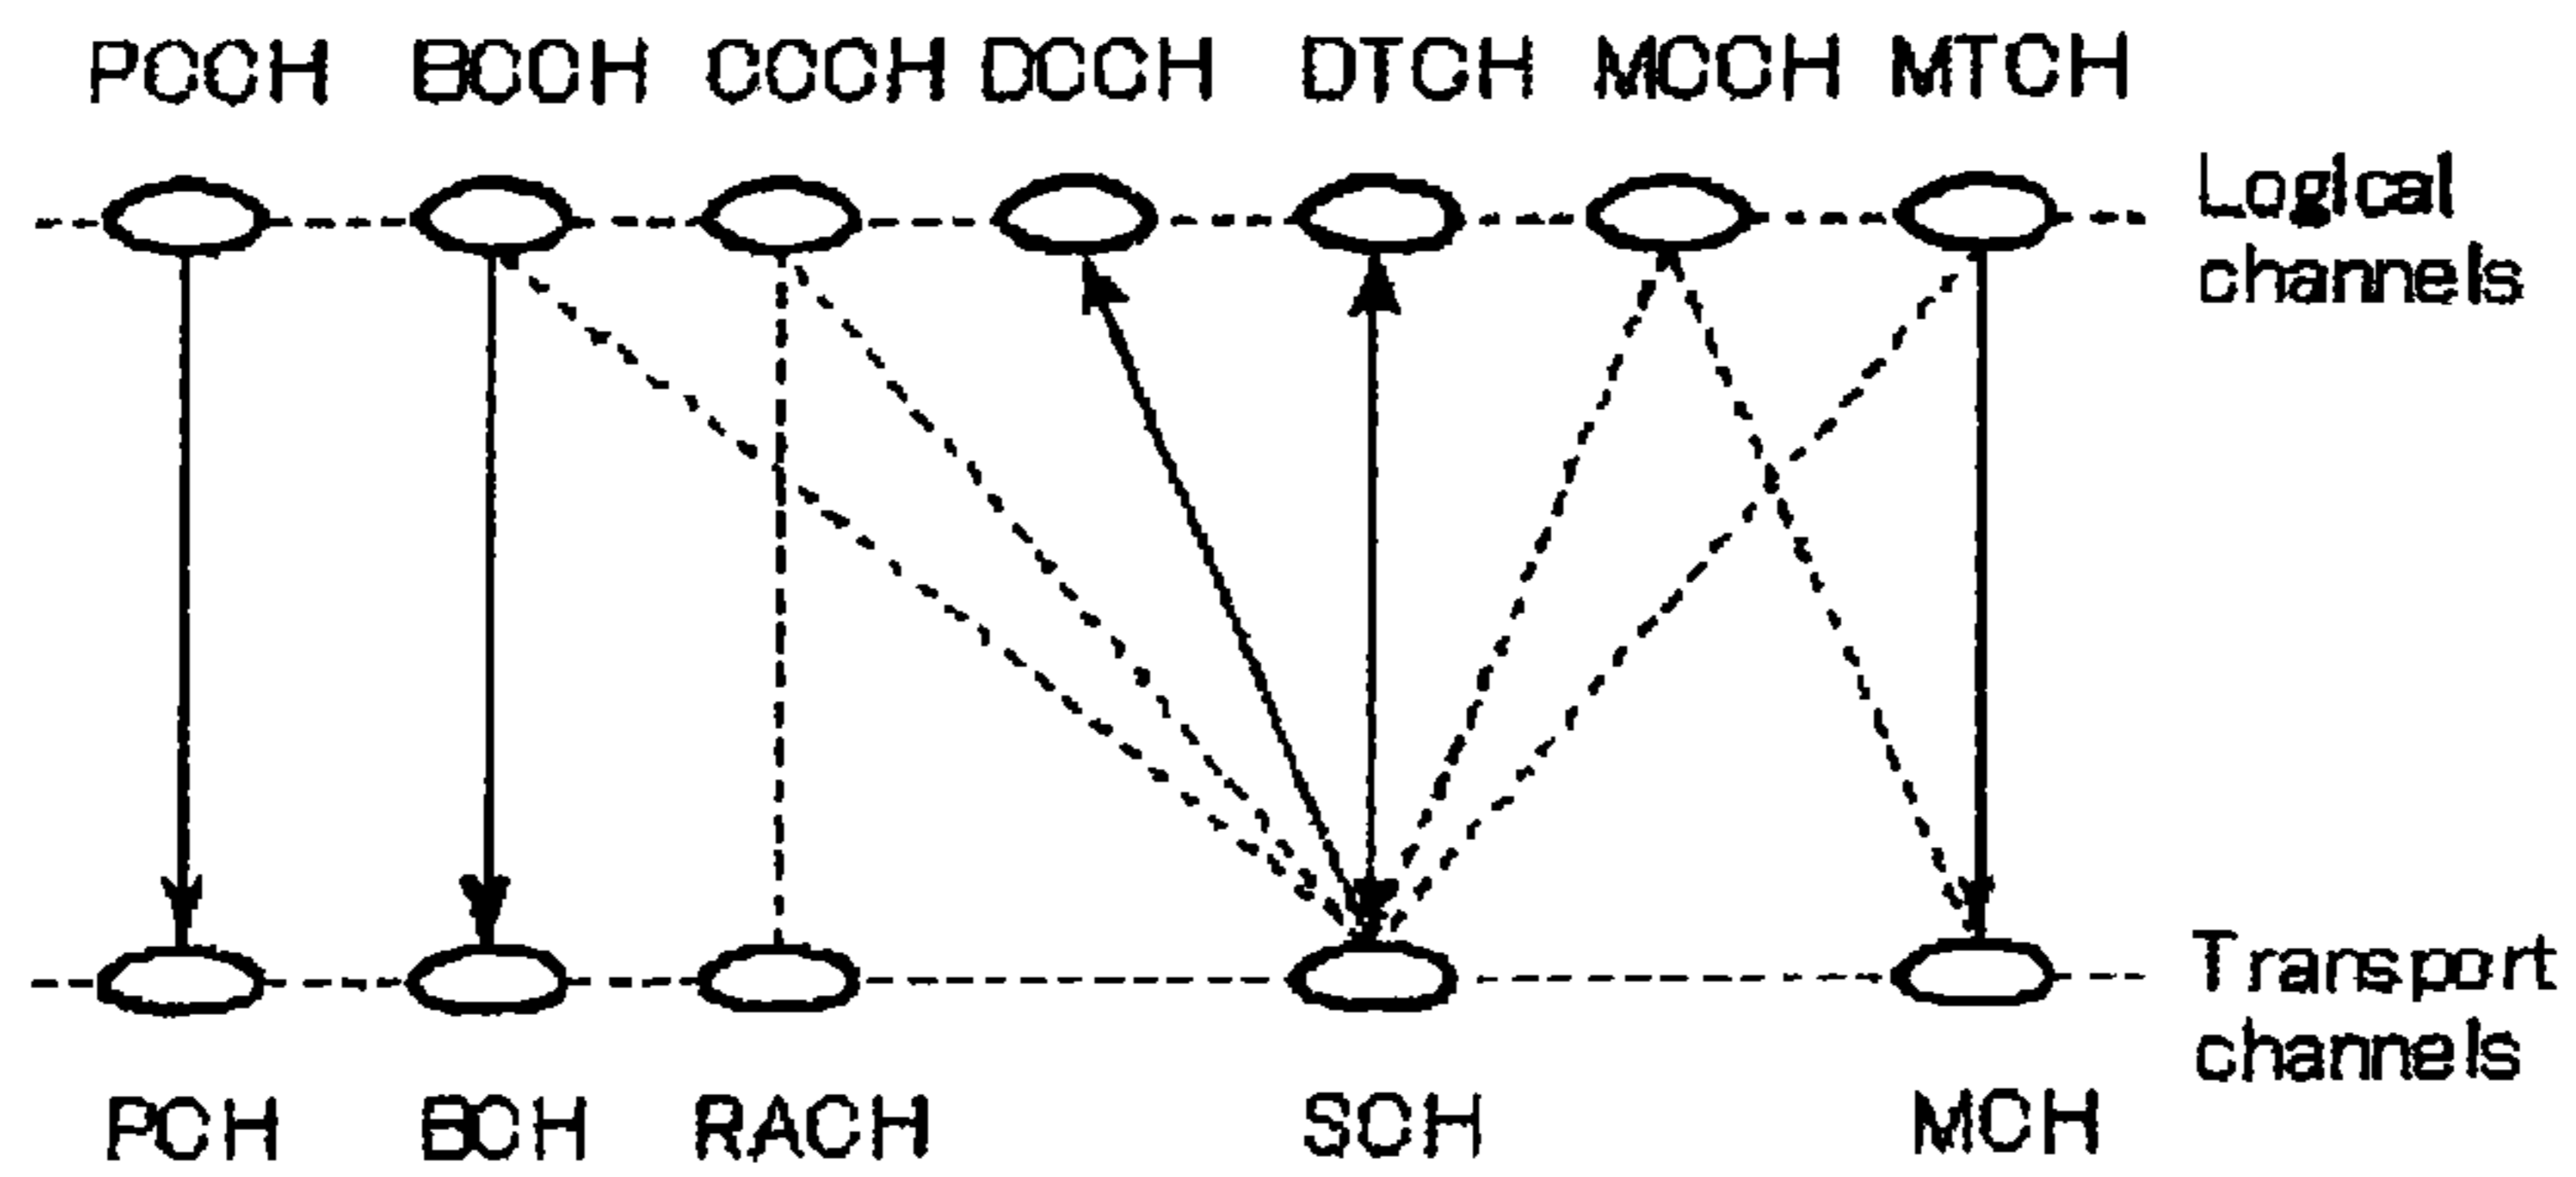 PCCH BCCH CCCH DCCH DTCH MCCH MTCH
Logical
channels
Transport
channels
PCH BCH RACH SCH MCH